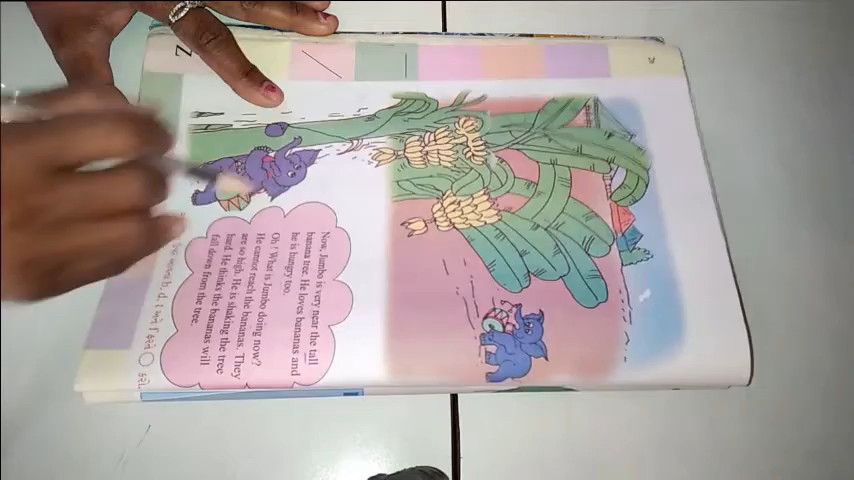 Now, Jumbo is very near the tall
banana tree. He loves bananas and
he is hungry too.
Oh ! What is Jumbo doing now?
He cannot reach the bananas. They
are so high. He is shaking the tree
hard. He thinks the bananas will
fall down from the tree.